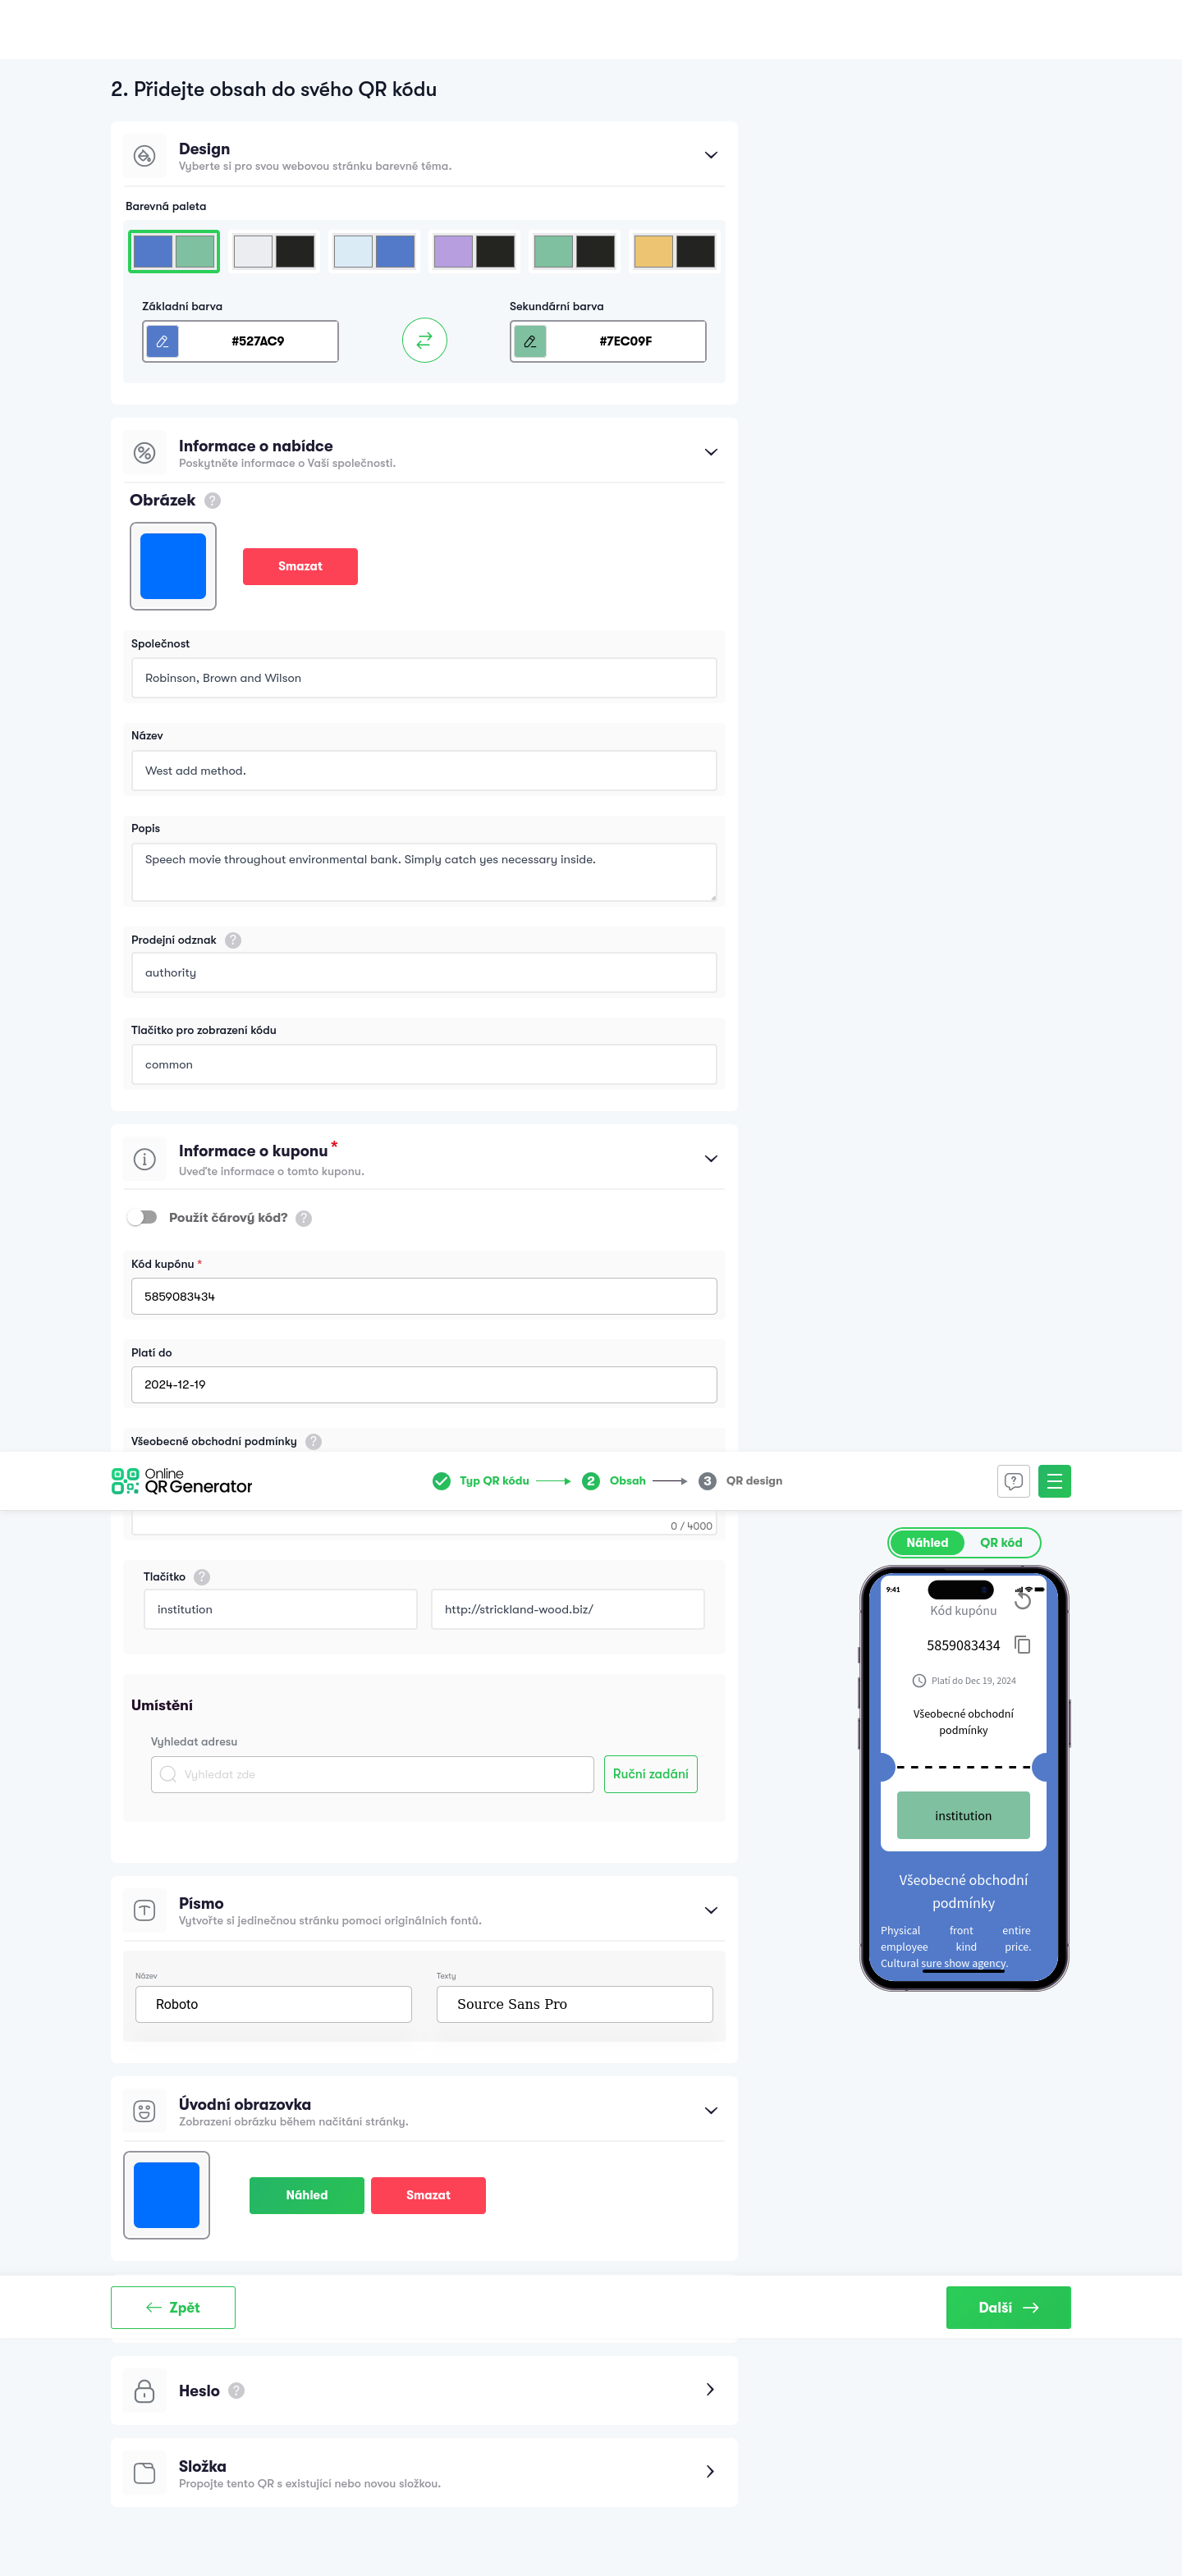 2. Přidejte obsah do svého QR kódu
Design
Vyberte si pro svou webovou stránku barevné téma.
Barevná paleta
Základní barva
Sekundární barva
#527AC9
#7EC09F
Informace o nabídce
Poskytněte informace o Vaší společnosti.
Obrázek ?
Smazat
Společnost
Robinson, Brown and Wilson
Název
West add method.
Popis
Speech movie throughout environmental bank. Simply catch yes necessary inside.
Prodejní odznak ?
authority
Tlačítko pro zobrazení kódu
common
Informace o kuponu *
Uveďte informace o tomto kuponu.
Použít čárový kód? ?
Kód kupónu *
5859083434
Platí do
2024-12-19
Všeobecné obchodní podmínky ?
Online
QR Generator
Typ QR kódu
2 Obsah
3 QR design
0 / 4000
Tlačítko ?
institution
http://strickland-wood.biz/
Umístění
Vyhledat adresu
Vyhledat zde
Ruční zadání
Náhled
QR kód
9:41
Kód kupónu
5859083434
Platí do Dec 19, 2024
Všeobecné obchodní
podmínky
institution
Všeobecné obchodní
podmínky
Physical front entire
employee kind price.
Cultural sure show agency.
Písmo
Vytvořte si jedinečnou stránku pomocí originálních fontů.
Název
Texty
Roboto
Source Sans Pro
Úvodní obrazovka
Zobrazení obrázku během načítání stránky.
Náhled
Smazat
Zpět
Další
Heslo ?
Složka
Propojte tento QR s existující nebo novou složkou.